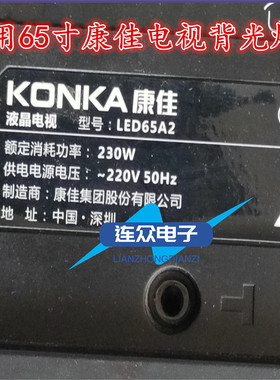 用65寸康佳电视背光灯
KONKA 康佳
液晶电视 型号：LED65A2
额定消耗功率：230W
供电电源电压：~220V 50Hz
制造商：康佳集团股份有限公司
地址：中国·深圳
连众电子
LIANZHONGDIANZI